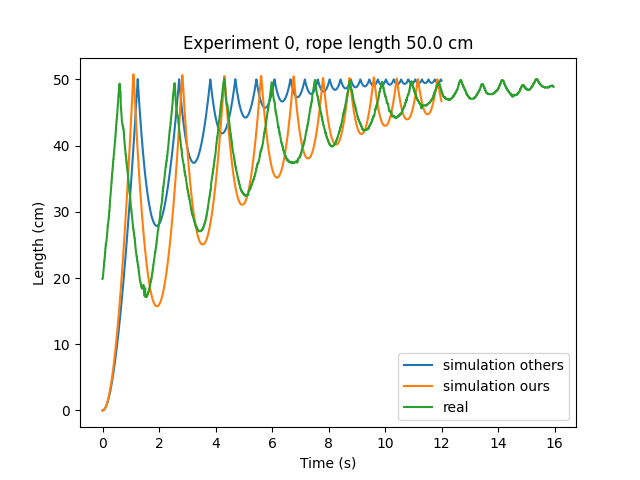 Experiment 0, rope length 50.0 cm
Length (cm)
50
40
30
20
10
0
simulation others
simulation ours
real
0 2 4 6 8 10 12 14 16
Time (s)